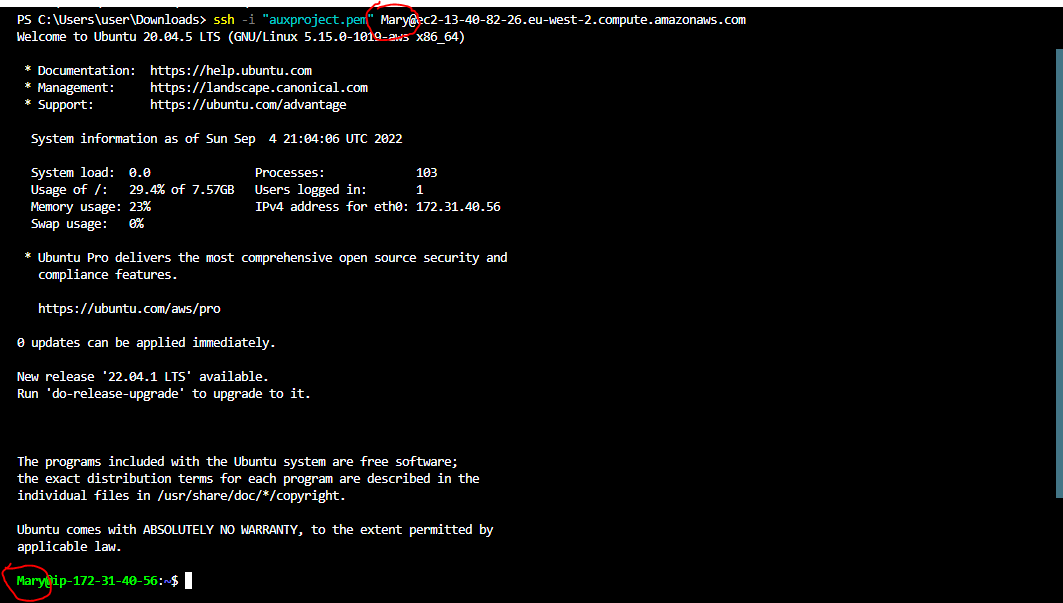 PS C:\Users\user\Downloads> ssh -i "auxproject.pem" Mary@ec2-13-40-82-26.eu-west-2.compute.amazonaws.com
Welcome to Ubuntu 20.04.5 LTS (GNU/Linux 5.15.0-1019-aws x86_64)
* Documentation: https://help.ubuntu.com
* Management: https://landscape.canonical.com
* Support: https://ubuntu.com/advantage
System information as of Sun Sep 4 21:04:06 UTC 2022
System load: 0.0 Processes: 103
Usage of /: 29.4% of 7.57GB Users logged in: 1
Memory usage: 23% IPv4 address for eth0: 172.31.40.56
Swap usage: 0%
* Ubuntu Pro delivers the most comprehensive open source security and
compliance features.
https://ubuntu.com/aws/pro
0 updates can be applied immediately.
New release '22.04.1 LTS' available.
Run 'do-release-upgrade' to upgrade to it.
The programs included with the Ubuntu system are free software;
the exact distribution terms for each program are described in the
individual files in /usr/share/doc/*/copyright.
Ubuntu comes with ABSOLUTELY NO WARRANTY, to the extent permitted by
applicable law.
Mary@ip-172-31-40-56:~$